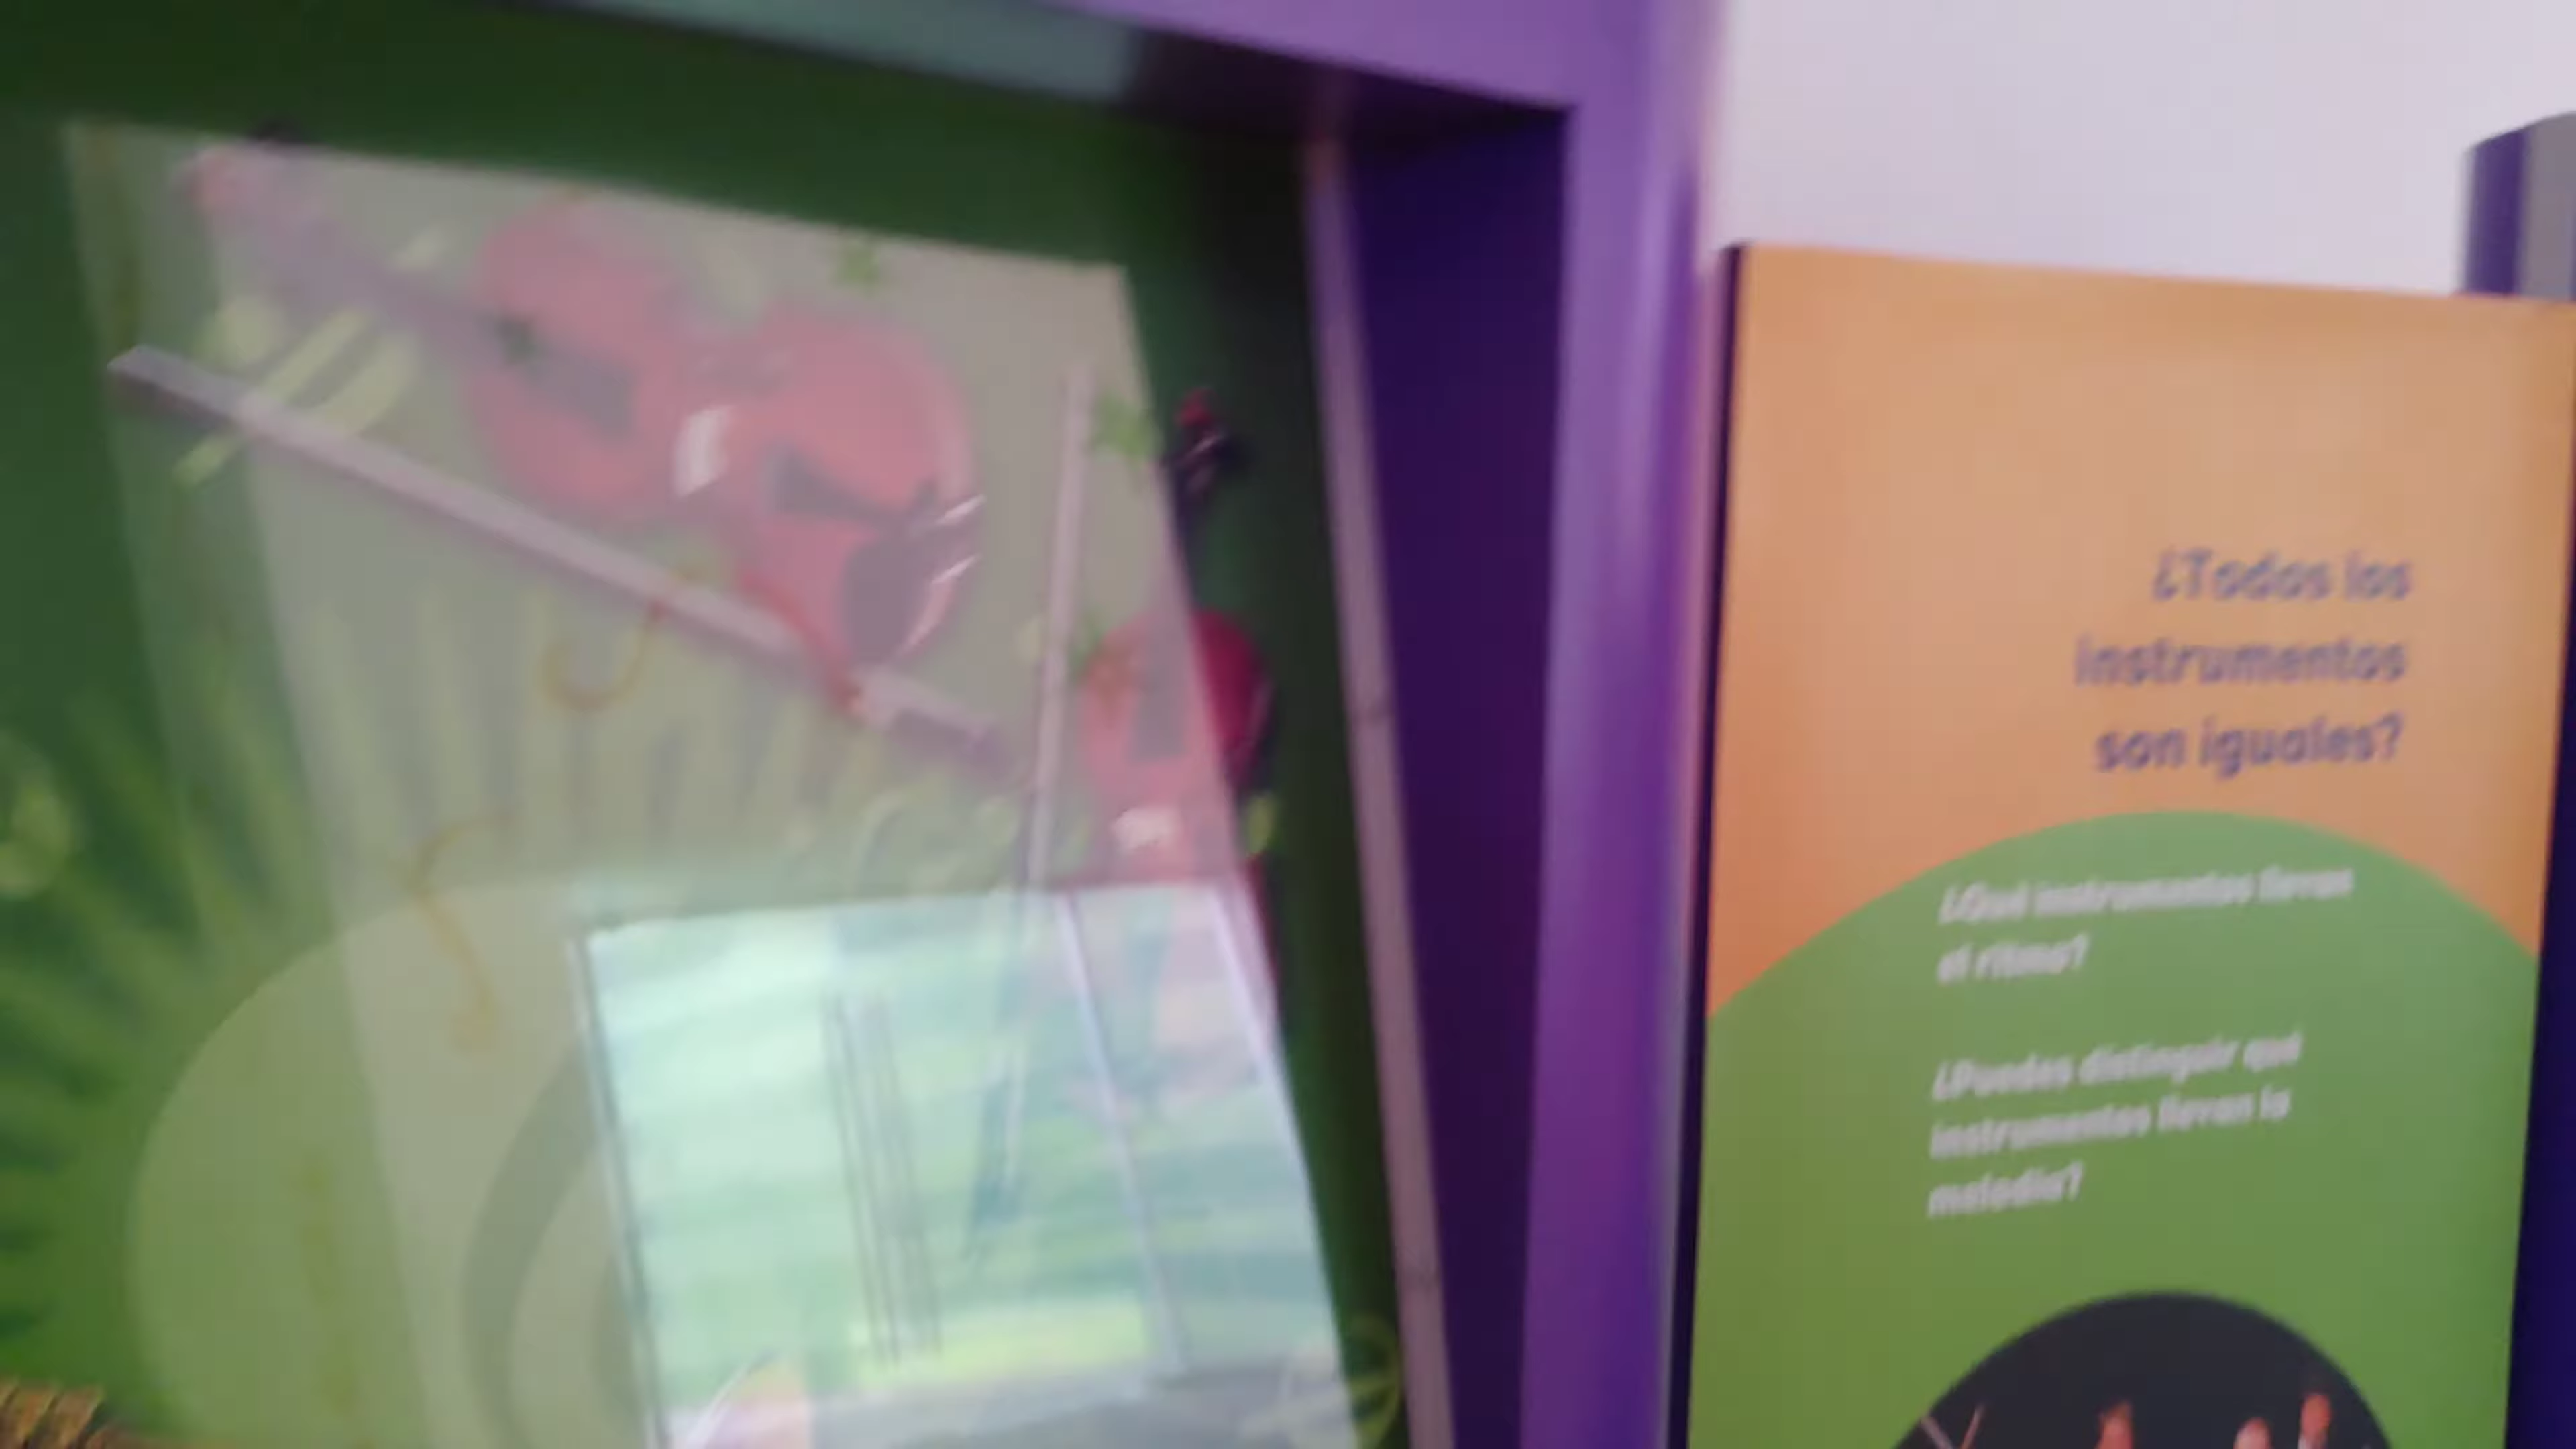 ¿Todos los
instrumentos
son iguales?
¿Qué instrumentos llevan
el ritmo?
¿Puedes distinguir qué
instrumentos llevan la
melodía?